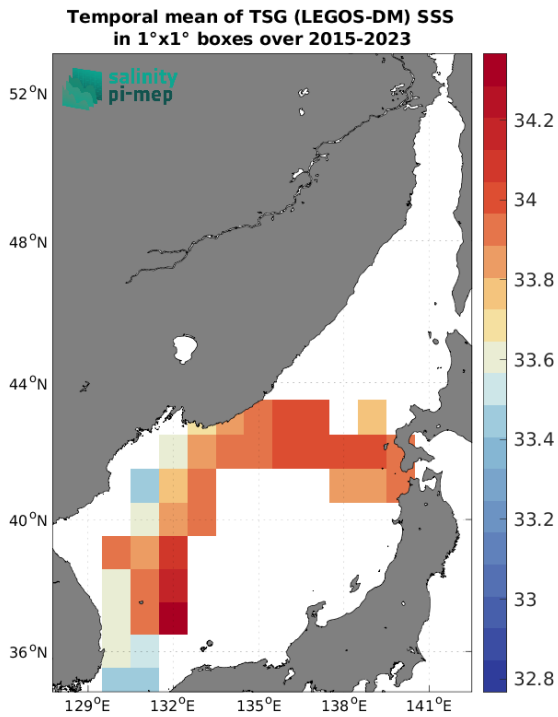 Temporal mean of TSG (LEGOS-DM) SSS
in 1°x1° boxes over 2015-2023
salinity
pi-mep
52°N
48°N
44°N
40°N
36°N
129°E
132°E
135°E
138°E
141°E
34.2
34
33.8
33.6
33.4
33.2
33
32.8